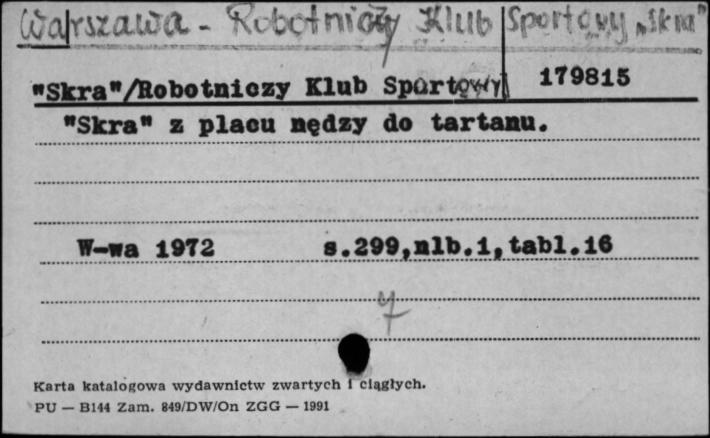 Warszawa - Robotniczy Klub Sportowy „Skra"
"Skra"/Robotniczy Klub Sportowy
179815
"Skra" z placu nędzy do tartanu.
W-wa 1972 s.299,nlb.1,tabl.16
y
Karta katalogowa wydawnictw zwartych i ciągłych.
PU — B144 Zam. 849/DW/On ZGG — 1991